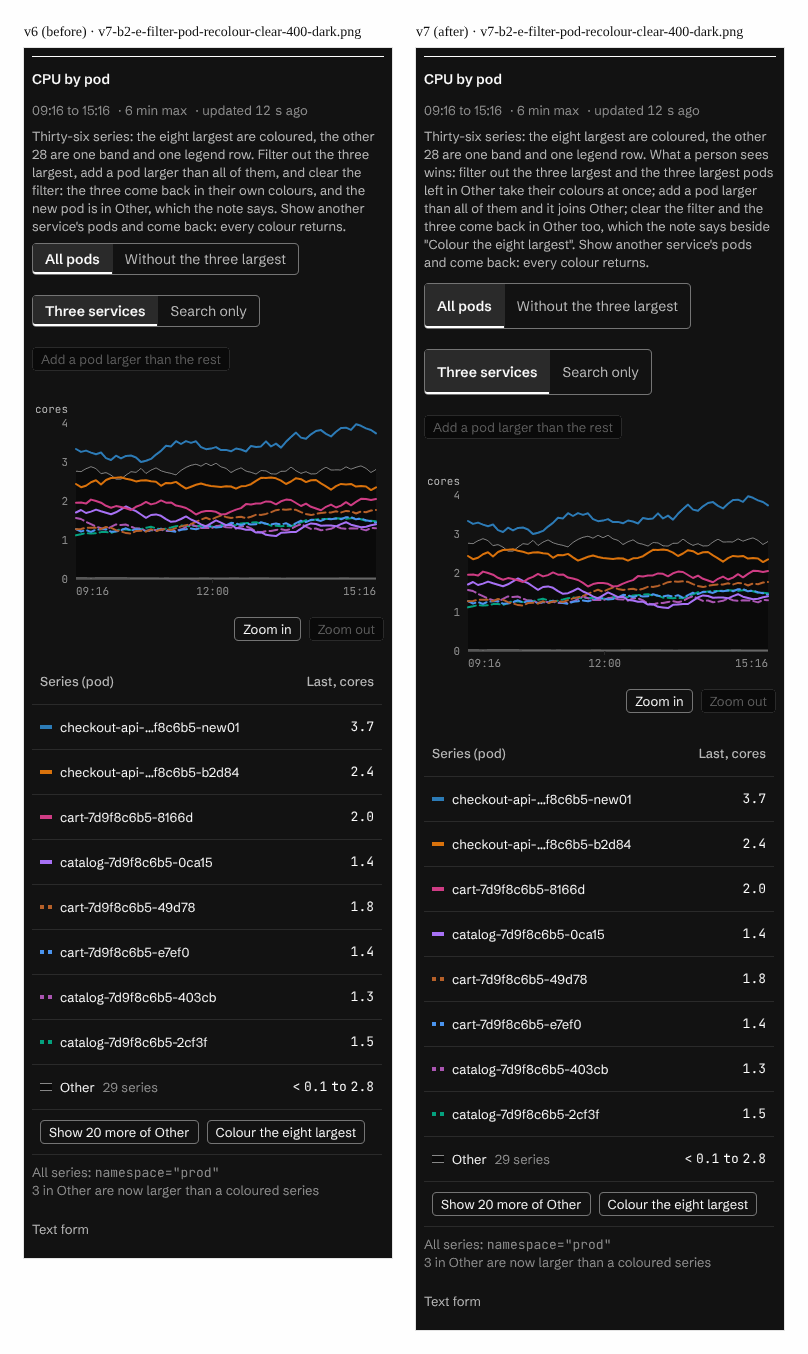 v6 (before) · v7-b2-e-filter-pod-recolour-clear-400-dark.png
CPU by pod
09:16 to 15:16 · 6 min max · updated 12 s ago
Thirty-six series: the eight largest are coloured, the other
28 are one band and one legend row. Filter out the three
largest, add a pod larger than all of them, and clear the
filter: the three come back in their own colours, and the
new pod is in Other, which the note says. Show another
service's pods and come back: every colour returns.
All pods Without the three largest
Three services Search only
Add a pod larger than the rest
cores
4
3
2
1
0
09:16 12:00 15:16
Zoom in Zoom out
Series (pod) Last, cores
checkout-api-…f8c6b5-new01 3.7
checkout-api-…f8c6b5-b2d84 2.4
cart-7d9f8c6b5-8166d 2.0
catalog-7d9f8c6b5-0ca15 1.4
cart-7d9f8c6b5-49d78 1.8
cart-7d9f8c6b5-e7ef0 1.4
catalog-7d9f8c6b5-403cb 1.3
catalog-7d9f8c6b5-2cf3f 1.5
Other 29 series < 0.1 to 2.8
Show 20 more of Other Colour the eight largest
All series: namespace="prod"
3 in Other are now larger than a coloured series
Text form
v7 (after) · v7-b2-e-filter-pod-recolour-clear-400-dark.png
CPU by pod
09:16 to 15:16 · 6 min max · updated 12 s ago
Thirty-six series: the eight largest are coloured, the other
28 are one band and one legend row. What a person sees
wins: filter out the three largest and the three largest pods
left in Other take their colours at once; add a pod larger
than all of them and it joins Other; clear the filter and the
three come back in Other too, which the note says beside
"Colour the eight largest". Show another service's pods
and come back: every colour returns.
All pods Without the three largest
Three services Search only
Add a pod larger than the rest
cores
4
3
2
1
0
09:16 12:00 15:16
Zoom in Zoom out
Series (pod) Last, cores
checkout-api-…f8c6b5-new01 3.7
checkout-api-…f8c6b5-b2d84 2.4
cart-7d9f8c6b5-8166d 2.0
catalog-7d9f8c6b5-0ca15 1.4
cart-7d9f8c6b5-49d78 1.8
cart-7d9f8c6b5-e7ef0 1.4
catalog-7d9f8c6b5-403cb 1.3
catalog-7d9f8c6b5-2cf3f 1.5
Other 29 series < 0.1 to 2.8
Show 20 more of Other Colour the eight largest
All series: namespace="prod"
3 in Other are now larger than a coloured series
Text form